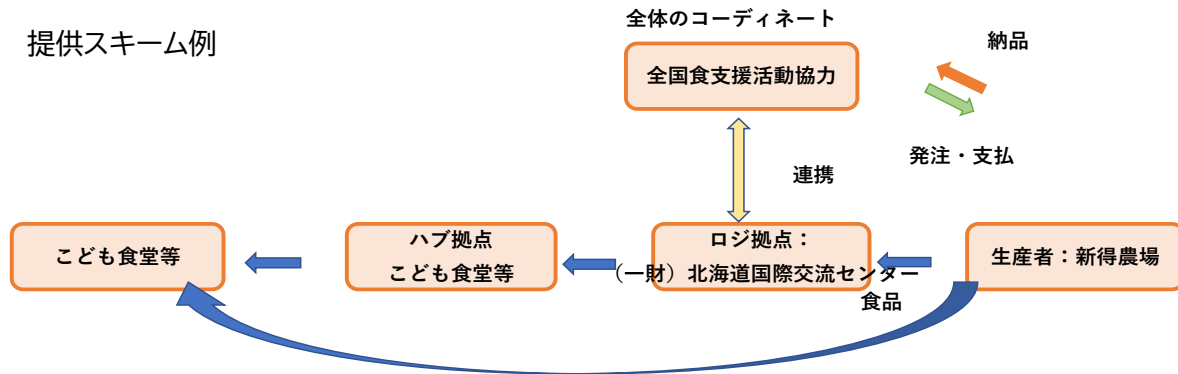 全体のコーディネート
提供スキーム例
納品
全国食支援活動協力
発注・支払
連携
こども食堂等
ハブ拠点
こども食堂等
ロジ拠点：
（一財）北海道国際交流センター
生産者：新得農場
食品